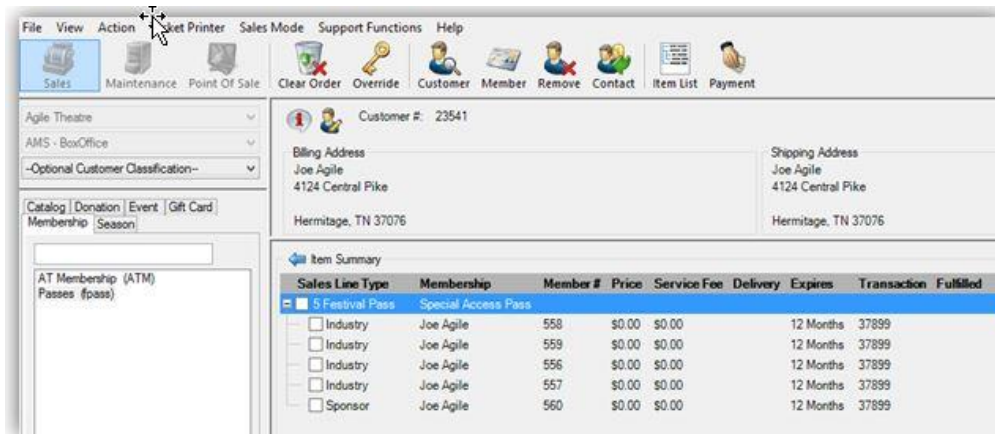 File View Action Ticket Printer Sales Mode Support Functions Help
Sales Maintenance Point Of Sale Clear Order Override Customer Member Remove Contact Item List Payment
Agile Theatre
AMS - BoxOffice
--Optional Customer Classification--
Catalog Donation Event Gift Card
Membership Season
AT Membership (ATM)
Passes (fpass)
Customer #: 23541
Billing Address
Joe Agile
4124 Central Pike
Hermitage, TN 37076
Shipping Address
Joe Agile
4124 Central Pike
Hermitage, TN 37076
Item Summary
Sales Line Type Membership Member # Price Service Fee Delivery Expires Transaction Fulfilled
5 Festival Pass Special Access Pass
Industry Joe Agile 558 $0.00 $0.00 12 Months 37899
Industry Joe Agile 559 $0.00 $0.00 12 Months 37899
Industry Joe Agile 556 $0.00 $0.00 12 Months 37899
Industry Joe Agile 557 $0.00 $0.00 12 Months 37899
Sponsor Joe Agile 560 $0.00 $0.00 12 Months 37899